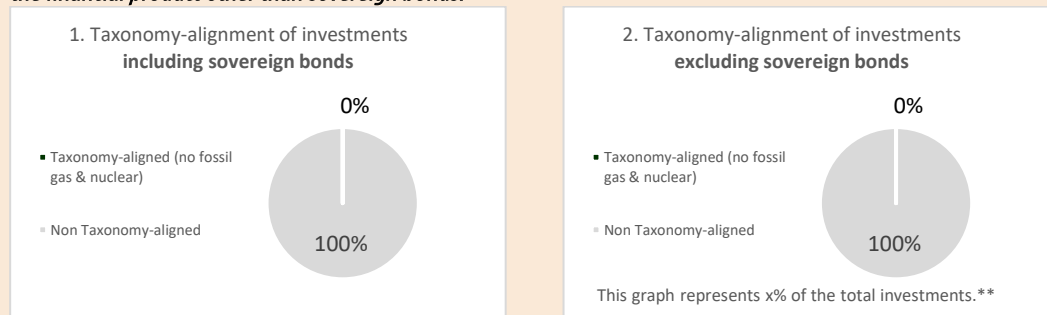 the financial product other than sovereign bonds.
1. Taxonomy-alignment of investments
including sovereign bonds
0%
Taxonomy-aligned (no fossil
gas & nuclear)
Non Taxonomy-aligned
100%
2. Taxonomy-alignment of investments
excluding sovereign bonds
0%
Taxonomy-aligned (no fossil
gas & nuclear)
Non Taxonomy-aligned
100%
This graph represents x% of the total investments.**